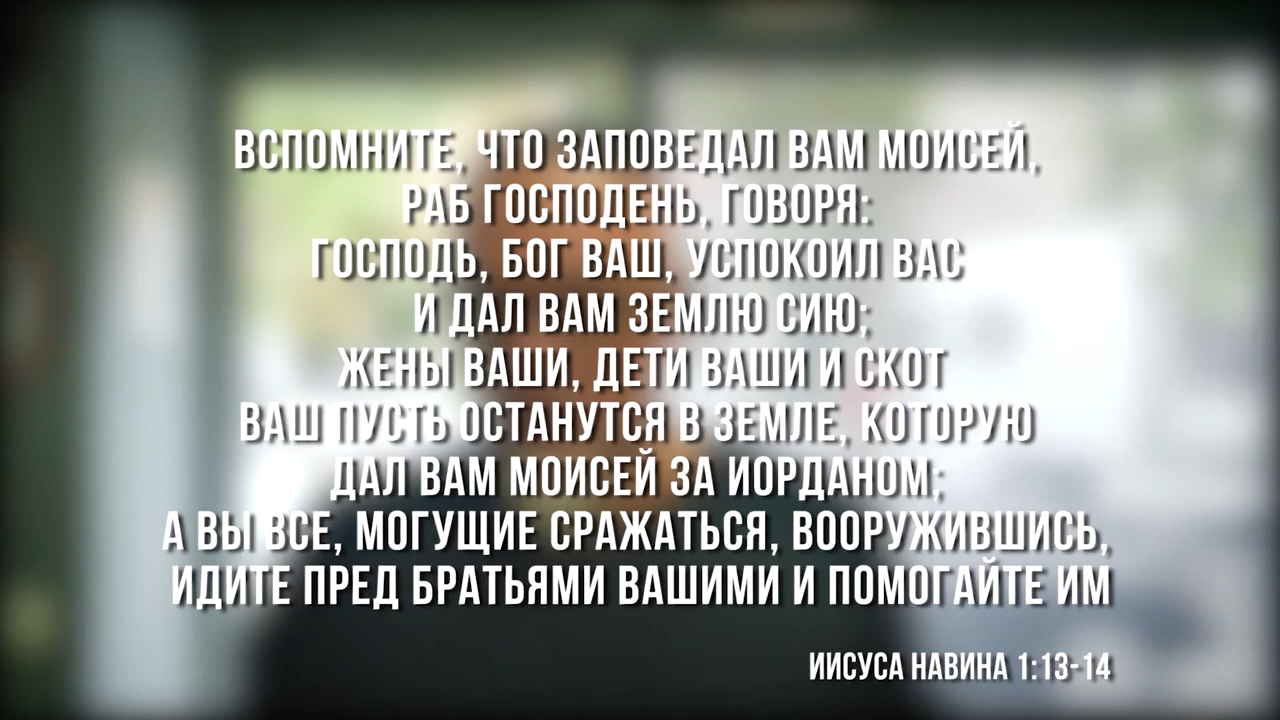 ВСПОМНИТЕ, ЧТО ЗАПОВЕДАЛ ВАМ МОИСЕЙ,
РАБ ГОСПОДЕНЬ, ГОВОРЯ:
ГОСПОДЬ, БОГ ВАШ, УСПОКОИЛ ВАС
И ДАЛ ВАМ ЗЕМЛЮ СИЮ;
ЖЕНЫ ВАШИ, ДЕТИ ВАШИ И СКОТ
ВАШ ПУСТЬ ОСТАНУТСЯ В ЗЕМЛЕ, КОТОРУЮ
ДАЛ ВАМ МОИСЕЙ ЗА ИОРДАНОМ;
А ВЫ ВСЕ, МОГУЩИЕ СРАЖАТЬСЯ, ВООРУЖИВШИСЬ,
ИДИТЕ ПРЕД БРАТЬЯМИ ВАШИМИ И ПОМОГАЙТЕ ИМ
ИИСУСА НАВИНА 1:13-14